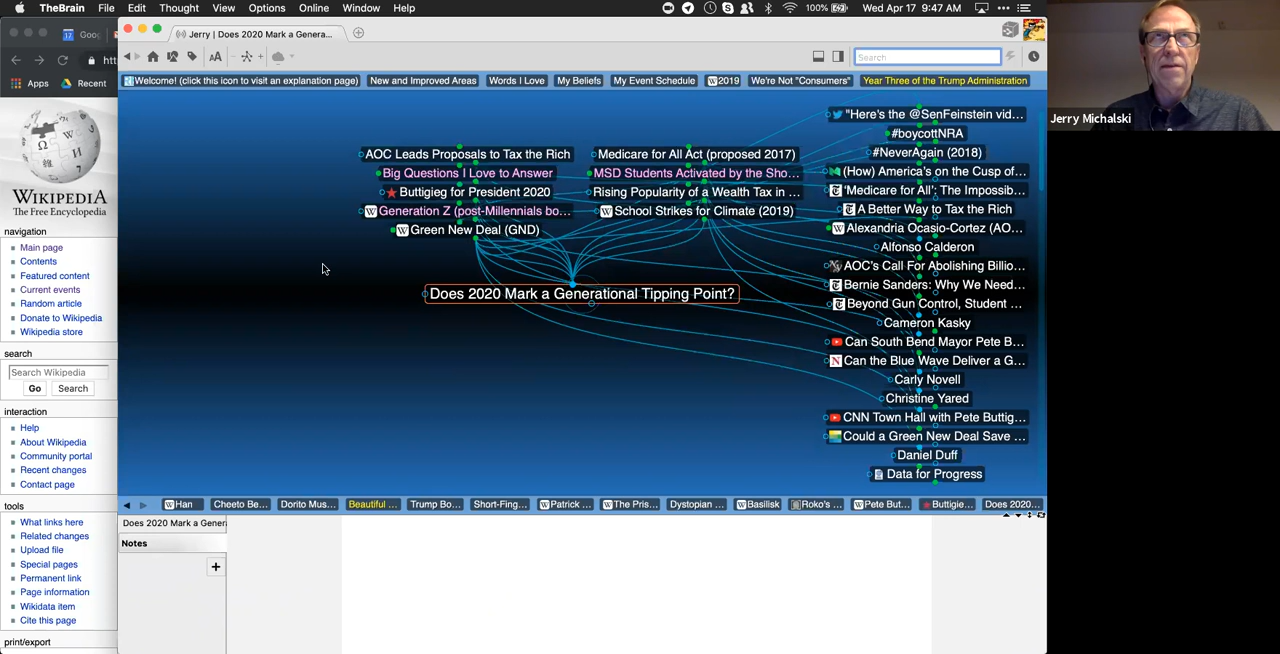 TheBrain File Edit Thought View Options Online Window Help 100% Wed Apr 17 9:47 AM
Jerry | Does 2020 Mark a Genera...
Goog
htt
Apps Recent
AA
Search
Welcome! (click this icon to visit an explanation page) New and Improved Areas Words I Love My Beliefs My Event Schedule 2019 We're Not "Consumers" Year Three of the Trump Administration
Jerry Michalski
AOC Leads Proposals to Tax the Rich
Big Questions I Love to Answer
Buttigieg for President 2020
Generation Z (post-Millennials bo...
Green New Deal (GND)
Medicare for All Act (proposed 2017)
MSD Students Activated by the Sho...
Rising Popularity of a Wealth Tax in ...
School Strikes for Climate (2019)
Does 2020 Mark a Generational Tipping Point?
"Here's the @SenFeinstein vid...
#boycottNRA
#NeverAgain (2018)
(How) America's on the Cusp of...
'Medicare for All': The Impossib...
A Better Way to Tax the Rich
Alexandria Ocasio-Cortez (AO...
Alfonso Calderon
AOC's Call For Abolishing Billio...
Bernie Sanders: Why We Need...
Beyond Gun Control, Student ...
Cameron Kasky
Can South Bend Mayor Pete B...
Can the Blue Wave Deliver a G...
Carly Novell
Christine Yared
CNN Town Hall with Pete Buttig...
Could a Green New Deal Save ...
Daniel Duff
Data for Progress
Han Cheeto Be... Dorito Mus... Beautiful ... Trump Bo... Short-Fing... Patrick ... The Pris... Dystopian ... Basilisk Roko's ... Pete But... Buttigie... Does 2020...
Does 2020 Mark a Gener
Notes
+
WIKIPEDIA
The Free Encyclopedia
navigation
Main page
Contents
Featured content
Current events
Random article
Donate to Wikipedia
Wikipedia store
search
Search Wikipedia
Go Search
interaction
Help
About Wikipedia
Community portal
Recent changes
Contact page
tools
What links here
Related changes
Upload file
Special pages
Permanent link
Page information
Wikidata item
Cite this page
print/export